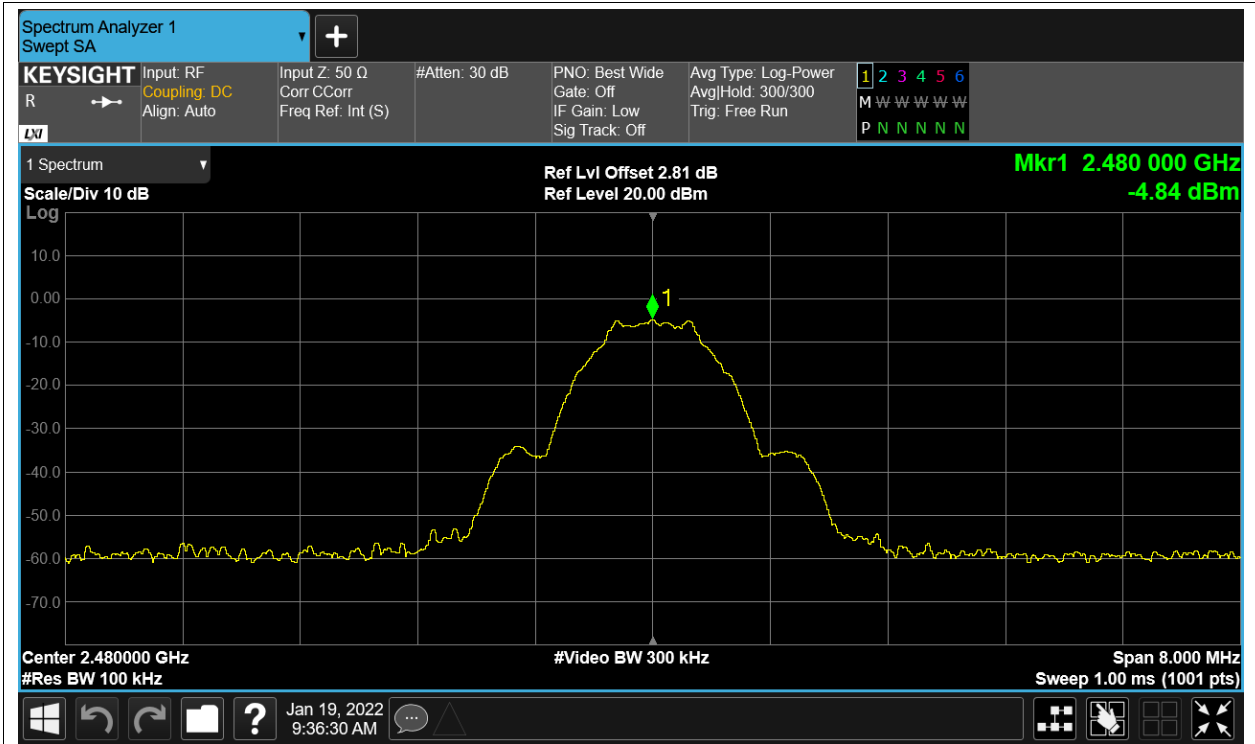 Spectrum Analyzer 1
Swept SA
KEYSIGHT
R
LXI
Input: RF
Coupling: DC
Align: Auto
Input Z: 50 Ω
Corr CCorr
Freq Ref: Int (S)
#Atten: 30 dB
PNO: Best Wide
Gate: Off
IF Gain: Low
Sig Track: Off
Avg Type: Log-Power
Avg|Hold: 300/300
Trig: Free Run
1 2 3 4 5 6
M W W W W W
P N N N N N
1 Spectrum
Scale/Div 10 dB
Log
Ref Lvl Offset 2.81 dB
Ref Level 20.00 dBm
Mkr1 2.480 000 GHz
-4.84 dBm
10.0
0.00
1
-10.0
-20.0
-30.0
-40.0
-50.0
-60.0
-70.0
Center 2.480000 GHz
#Video BW 300 kHz
Span 8.000 MHz
#Res BW 100 kHz
Sweep 1.00 ms (1001 pts)
?
Jan 19, 2022
9:36:30 AM